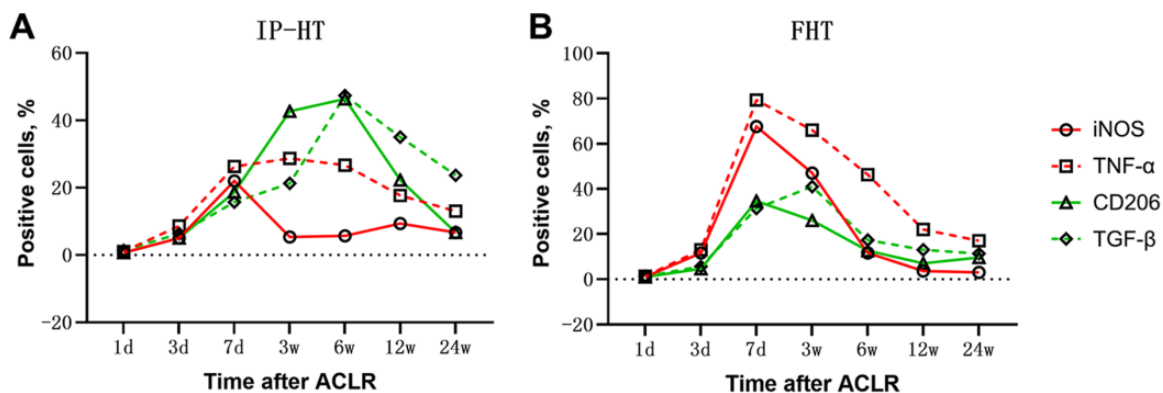 A
IP-HT
Positive cells, %
60
40
20
0
−20
1d 3d 7d 3w 6w 12w 24w
Time after ACLR
B
FHT
Positive cells, %
100
80
60
40
20
0
−20
1d 3d 7d 3w 6w 12w 24w
Time after ACLR
iNOS
TNF-α
CD206
TGF-β